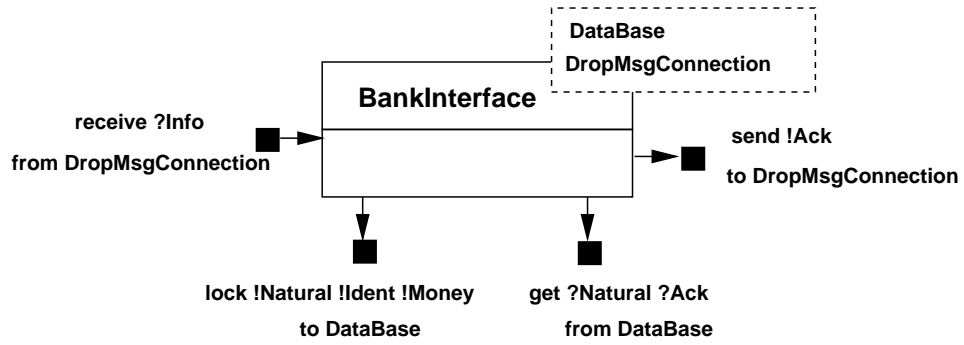 DataBase
DropMsgConnection
BankInterface
receive ?Info
from DropMsgConnection
send !Ack
to DropMsgConnection
lock !Natural !Ident !Money
to DataBase
get ?Natural ?Ack
from DataBase